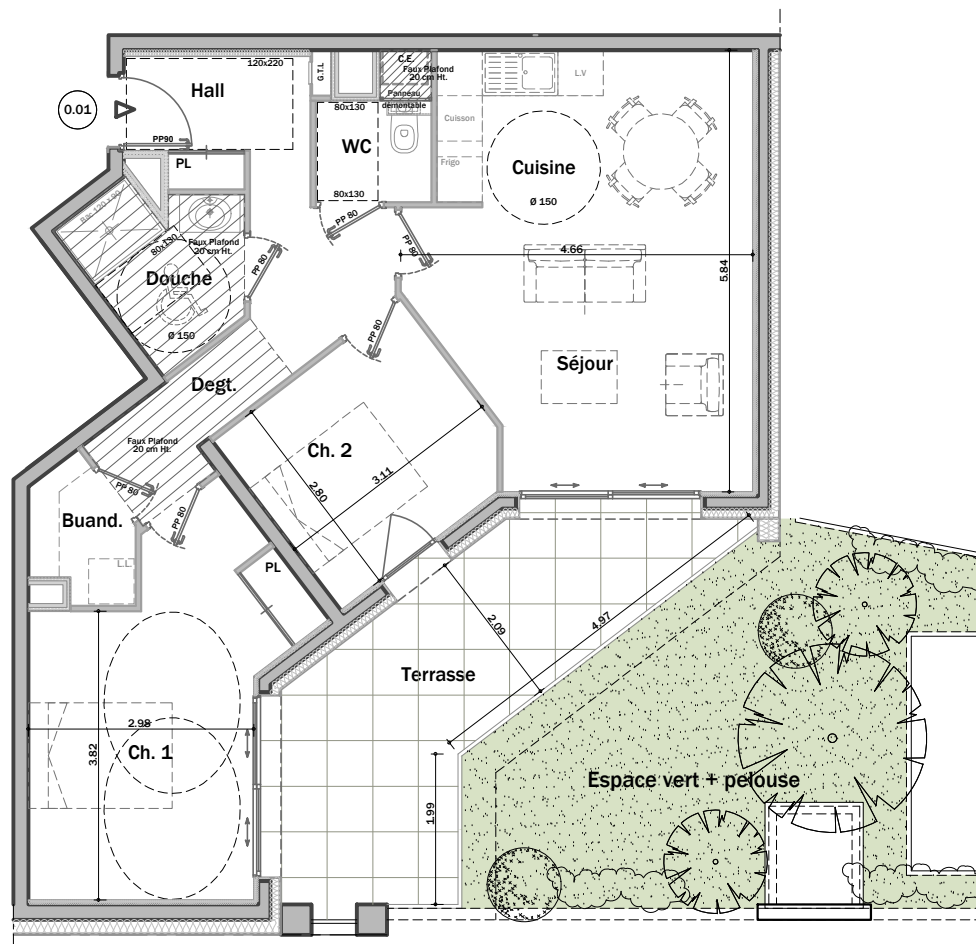 120x220
Hall
G.T.L
C.E.
Faux Plafond
20 cm Ht.
Panneau
démontable
L.V
0.01
PP90
80x130
WC
80x130
Cuisson
Frigo
Cuisine
Ø 150
PL
Bac 120 x 90
80x130
Faux Plafond
20 cm Ht.
Douche
Ø 150
PP 80
PP 80
PP 80
PP 80
4.66
5.84
Séjour
Degt.
Faux Plafond
20 cm Ht.
Ch. 2
3.11
2.80
PP 80
PP 80
Buand.
L.L
PL
2.09
4.97
Terrasse
2.98
3.82
Ch. 1
1.99
Espace vert + pelouse